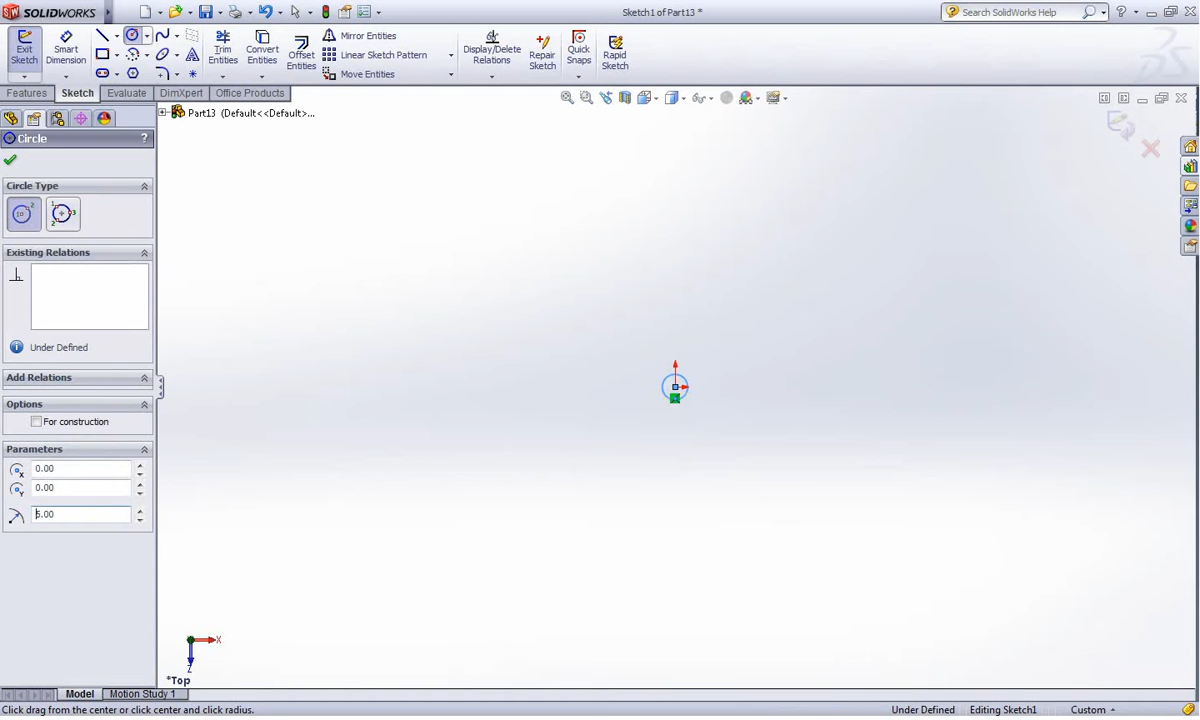 SOLIDWORKS
Sketch1 of Part13 *
Search SolidWorks Help
Exit Sketch
Smart Dimension
Trim Entities
Convert Entities
Offset Entities
Mirror Entities
Linear Sketch Pattern
Move Entities
Display/Delete Relations
Repair Sketch
Quick Snaps
Rapid Sketch
Features
Sketch
Evaluate
DimXpert
Office Products
Part13 (Default<<Default>...
Circle
?
Circle Type
Existing Relations
Under Defined
Add Relations
Options
For construction
Parameters
0.00
0.00
5.00
X
Z
*Top
Model
Motion Study 1
Click drag from the center or click center and click radius.
Under Defined
Editing Sketch1
Custom